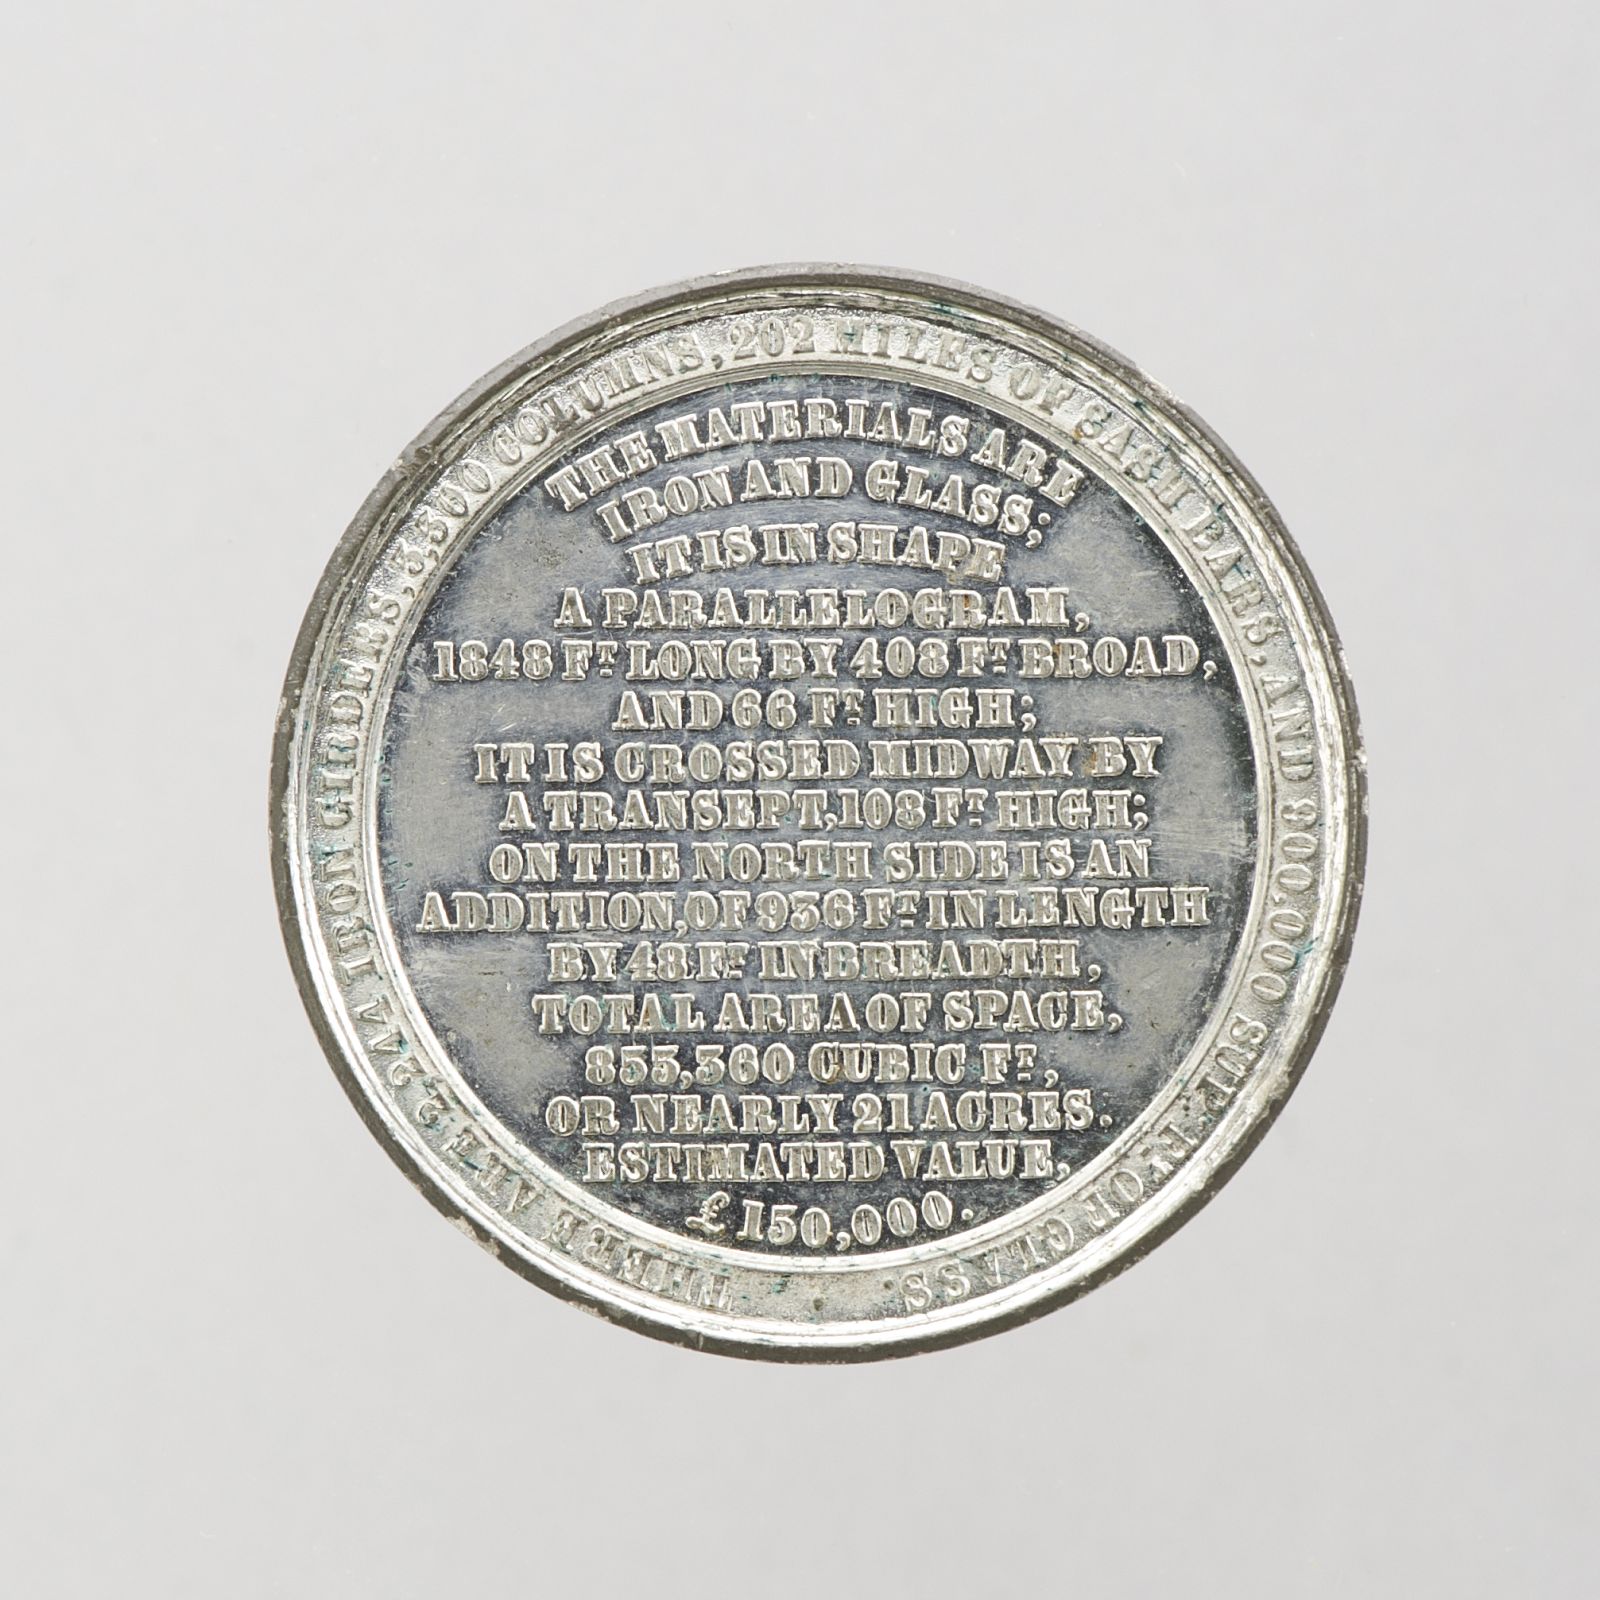 THERE ARE 2,244 IRON GIRDERS, 3,300 COLUMNS, 202 MILES OF SASH BARS, AND 900,000 SUP: FT OF GLASS.
THE MATERIALS ARE
IRON AND GLASS;
IT IS IN SHAPE
A PARALLELOGRAM,
1848 FT LONG BY 408 FT BROAD,
AND 66 FT HIGH;
IT IS CROSSED MIDWAY BY
A TRANSEPT, 108 FT HIGH;
ON THE NORTH SIDE IS AN
ADDITION, OF 936 FT IN LENGTH
BY 48 FT IN BREADTH,
TOTAL AREA OF SPACE,
855,360 CUBIC FT,
OR NEARLY 21 ACRES.
ESTIMATED VALUE,
£150,000.